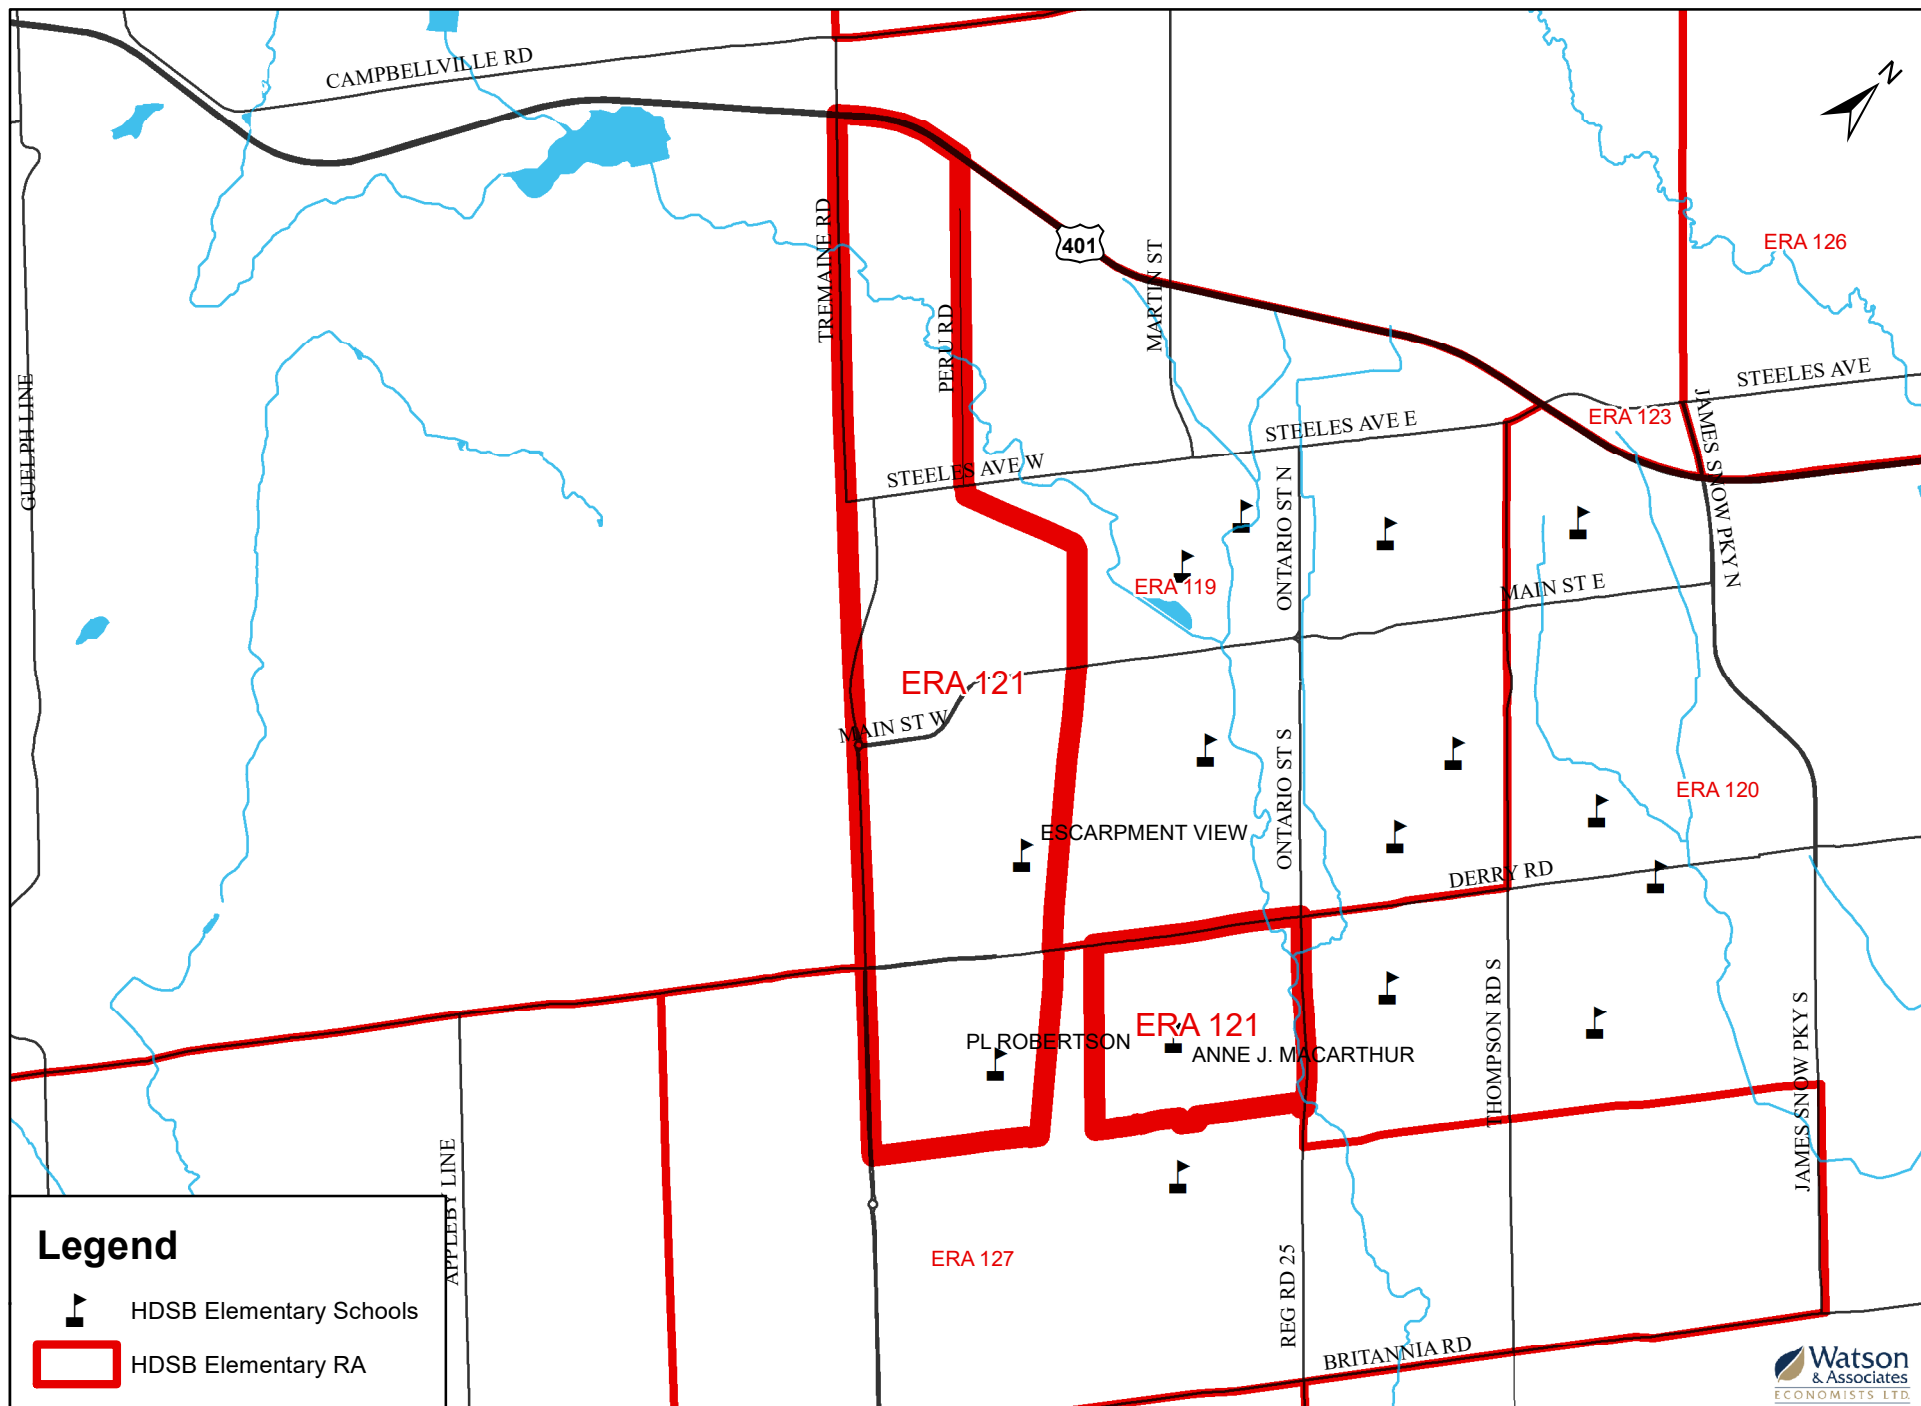 CAMPBELLVILLE RD
N
GUELPH LINE
TREMAINE RD
PERU RD
401
MARTIN ST
ERA 126
STEELES AVE
JAMES SNOW PKY N
ERA 123
STEELES AVE E
STEELES AVE W
ONTARIO ST N
ERA 119
MAIN ST E
ERA 121
MAIN ST W
ONTARIO ST S
ERA 120
ESCARPMENT VIEW
DERRY RD
THOMPSON RD S
JAMES SNOW PKY S
PL ROBERTSON
ERA 121
ANNE J. MACARTHUR
APPLEBY LINE
ERA 127
REG RD 25
BRITANNIA RD
Legend
HDSB Elementary Schools
HDSB Elementary RA
Watson
& Associates
ECONOMISTS LTD.